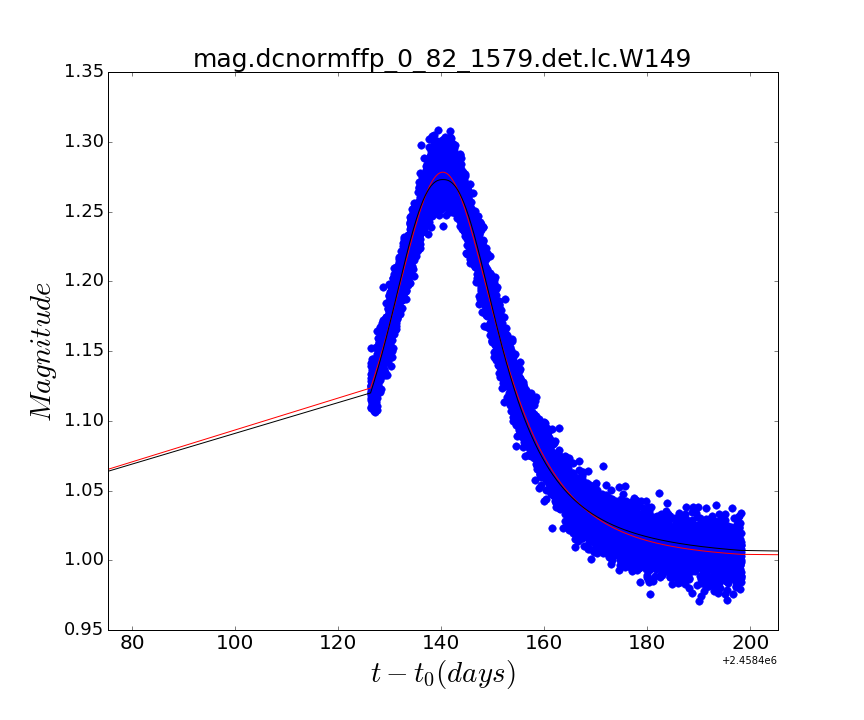 mag.dcnormffp_0_82_1579.det.lc.W149
1.35
1.30
1.25
1.20
1.15
1.10
1.05
1.00
0.95
Magnitude
80 100 120 140 160 180 200
+2.4584e6
t − t₀(days)